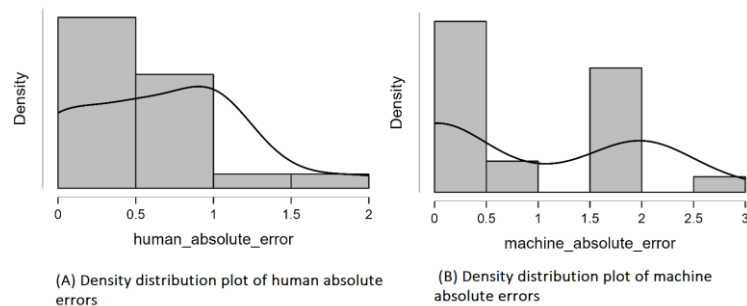 Density
0 0.5 1 1.5 2
human_absolute_error
(A) Density distribution plot of human absolute
errors
Density
0 0.5 1 1.5 2 2.5 3
machine_absolute_error
(B) Density distribution plot of machine
absolute errors